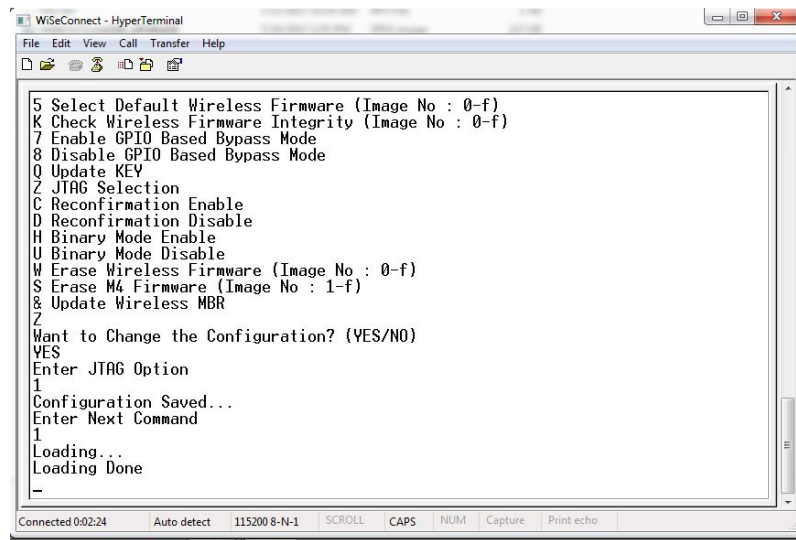 WiSeConnect - HyperTerminal
File Edit View Call Transfer Help
5 Select Default Wireless Firmware (Image No : 0-f)
K Check Wireless Firmware Integrity (Image No : 0-f)
7 Enable GPIO Based Bypass Mode
8 Disable GPIO Based Bypass Mode
Q Update KEY
Z JTAG Selection
C Reconfirmation Enable
D Reconfirmation Disable
H Binary Mode Enable
U Binary Mode Disable
W Erase Wireless Firmware (Image No : 0-f)
S Erase M4 Firmware (Image No : 1-f)
& Update Wireless MBR
Z
Want to Change the Configuration? (YES/NO)
YES
Enter JTAG Option
1
Configuration Saved...
Enter Next Command
1
Loading...
Loading Done
_
Connected 0:02:24 Auto detect 115200 8-N-1 SCROLL CAPS NUM Capture Print echo